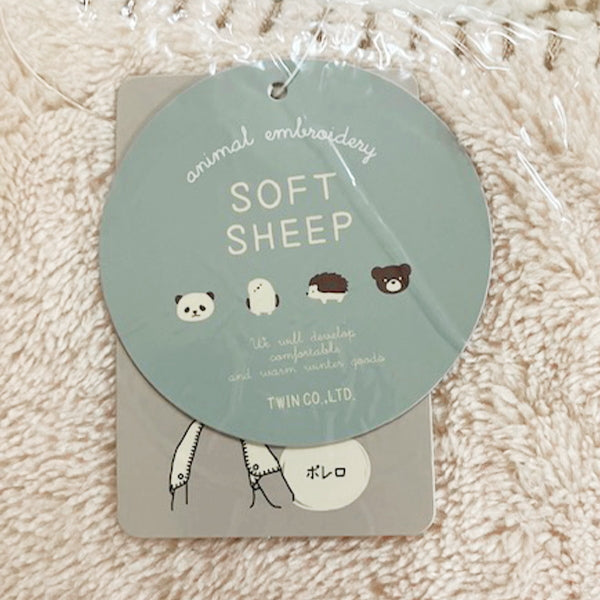 animal embroidery
SOFT
SHEEP
We will develop
comfortable
and warm winter goods
TWIN CO.,LTD.
ボレロ